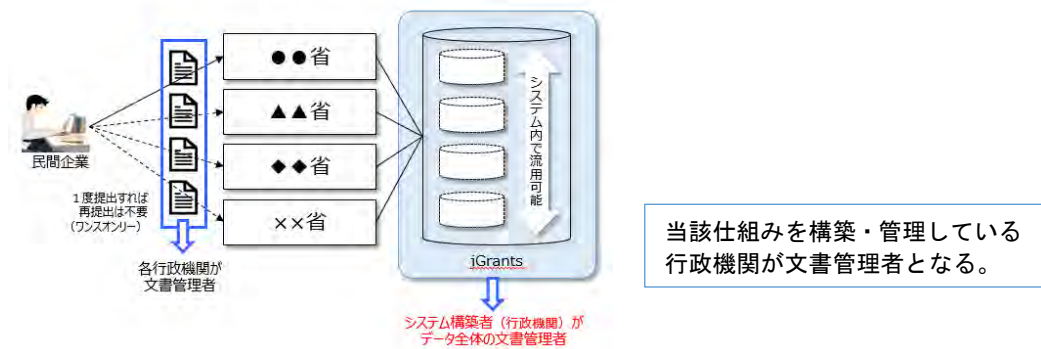 民間企業
１度提出すれば
再提出は不要
（ワンスオンリー）
各行政機関が
文書管理者
●●省
▲▲省
◆◆省
××省
システム内で流用可能
jGrants
システム構築者（行政機関）が
データ全体の文書管理者
当該仕組みを構築・管理している
行政機関が文書管理者となる。